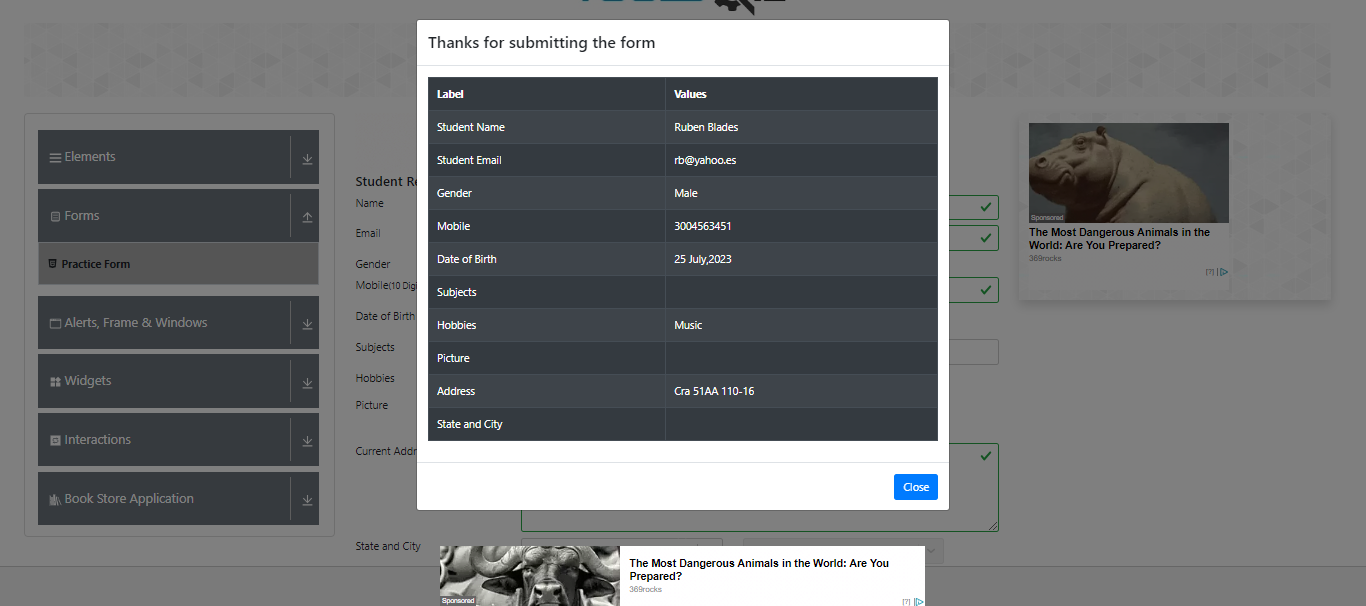 Thanks for submitting the form
Label Values
Student Name Ruben Blades
Student Email rb@yahoo.es
Gender Male
Mobile 3004563451
Date of Birth 25 July,2023
Subjects
Hobbies Music
Picture
Address Cra 51AA 110-16
State and City
Close
Elements
Forms
Practice Form
Alerts, Frame & Windows
Widgets
Interactions
Book Store Application
Student Re
Name
Email
Gender
Mobile(10 Digi
Date of Birth
Subjects
Hobbies
Picture
Current Addr
State and City
Sponsored
The Most Dangerous Animals in the
World: Are You Prepared?
369rocks
[?]
Sponsored
The Most Dangerous Animals in the World: Are You
Prepared?
369rocks
[?]